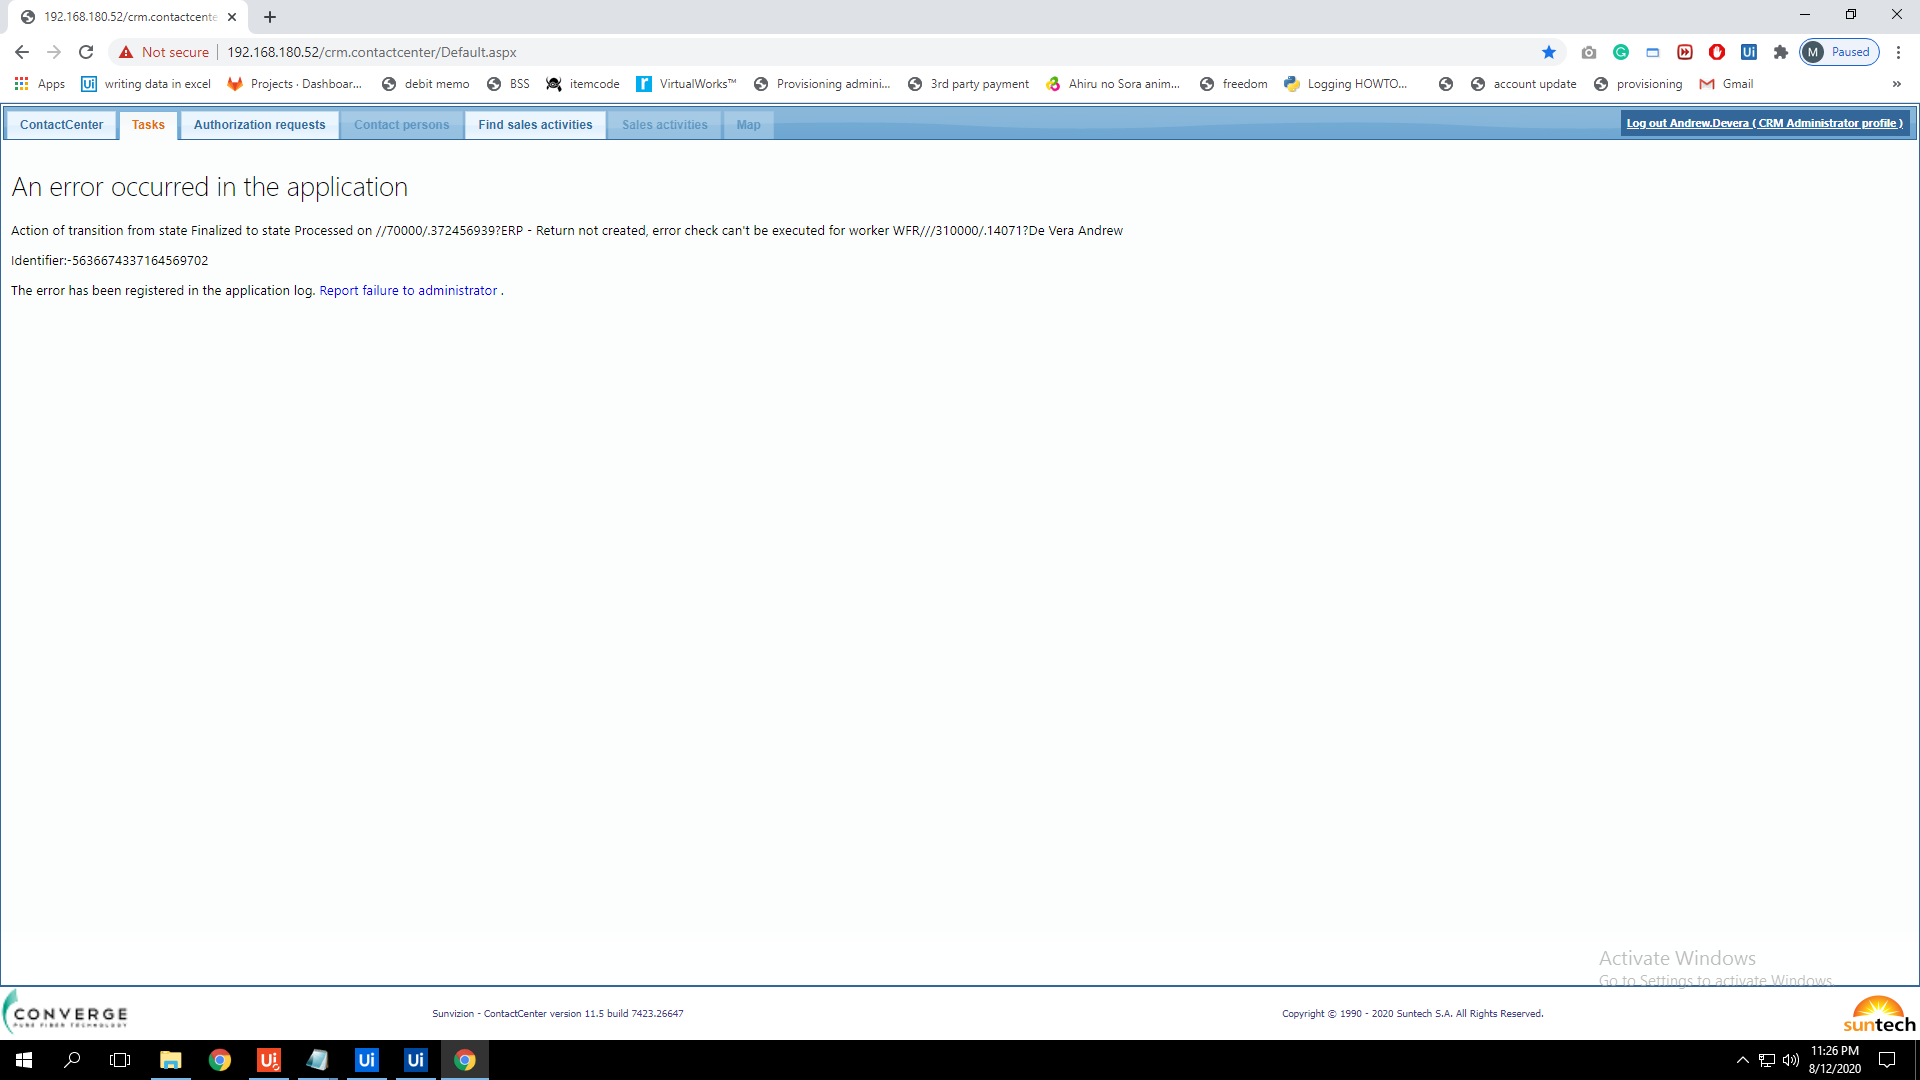 192.168.180.52/crm.contactcente
Not secure 192.168.180.52/crm.contactcenter/Default.aspx
M Paused
Apps
Ui writing data in excel
Projects · Dashboar...
debit memo
BSS
itemcode
VirtualWorks™
Provisioning admini...
3rd party payment
Ahiru no Sora anim...
freedom
Logging HOWTO...
account update
provisioning
Gmail
ContactCenter Tasks Authorization requests Contact persons Find sales activities Sales activities Map
Log out Andrew.Devera ( CRM Administrator profile )
An error occurred in the application
Action of transition from state Finalized to state Processed on //70000/.372456939?ERP - Return not created, error check can't be executed for worker WFR///310000/.14071?De Vera Andrew
Identifier:-5636674337164569702
The error has been registered in the application log. Report failure to administrator .
Activate Windows
Go to Settings to activate Windows.
CONVERGE
PURE FIBER TECHNOLOGY
Sunvizion - ContactCenter version 11.5 build 7423.26647
Copyright © 1990 - 2020 Suntech S.A. All Rights Reserved.
suntech
Ui
Ui
Ui
11:26 PM
8/12/2020